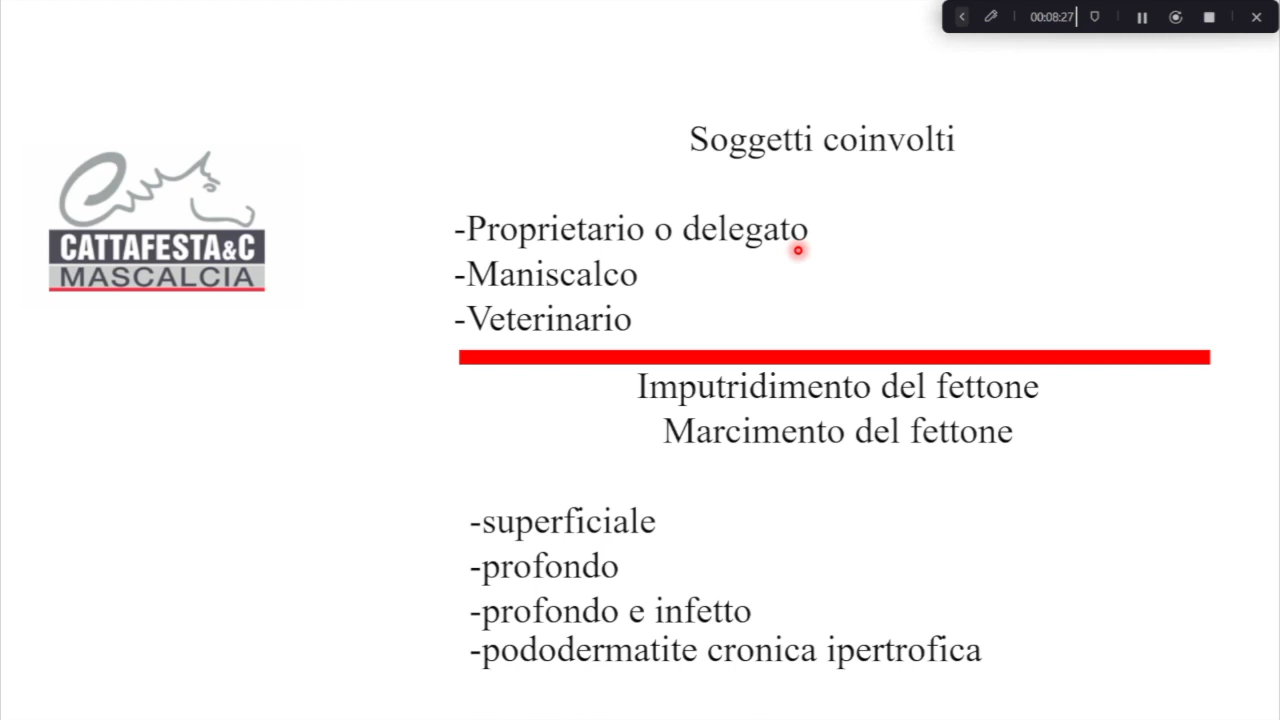 00:08:27
Soggetti coinvolti
CATTAFESTA&C
MASCALCIA
-Proprietario o delegato
-Maniscalco
-Veterinario
Imputridimento del fettone
Marcimento del fettone
-superficiale
-profondo
-profondo e infetto
-pododermatite cronica ipertrofica